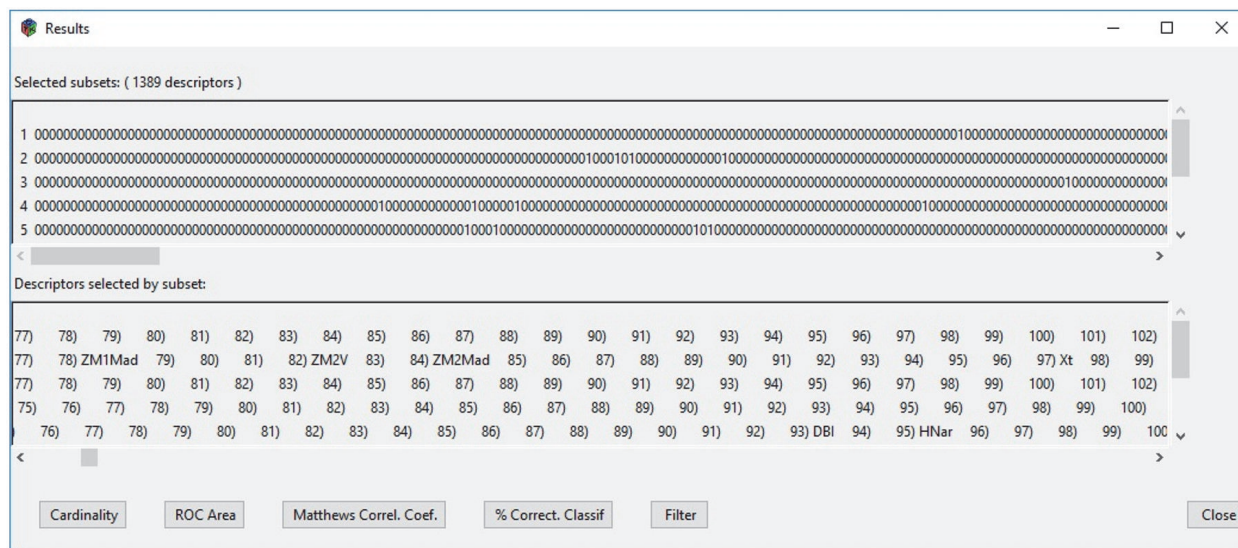 Results
Selected subsets: ( 1389 descriptors )
1 00000000000000000000000000000000000000000000000000000000000000000000000000000000000000000000000000000000000000000000000000000000010000000000000000000000000000
2 00000000000000000000000000000000000000000000000000000000000000000000000000000100010100000000000010000000000000000000000000000000000000000000000000000000000000
3 00000000000000000000000000000000000000000000000000000000000000000000000000000000000000000000000000000000000000000000000000000000000000000000000000000010000000000000
4 00000000000000000000000000000000000000000000000010000000000001000001000000000000000000000000000000000000000000000000000000001000000000000000000000000000000000
5 00000000000000000000000000000000000000000000000000000000000010001000000000000000000000000000101000000000000000000000000000000000000000000000000000000000000000
Descriptors selected by subset:
77) 78) 79) 80) 81) 82) 83) 84) 85) 86) 87) 88) 89) 90) 91) 92) 93) 94) 95) 96) 97) 98) 99) 100) 101) 102)
77) 78) ZM1Mad 79) 80) 81) 82) ZM2V 83) 84) ZM2Mad 85) 86) 87) 88) 89) 90) 91) 92) 93) 94) 95) 96) 97) Xt 98) 99)
77) 78) 79) 80) 81) 82) 83) 84) 85) 86) 87) 88) 89) 90) 91) 92) 93) 94) 95) 96) 97) 98) 99) 100) 101) 102)
75) 76) 77) 78) 79) 80) 81) 82) 83) 84) 85) 86) 87) 88) 89) 90) 91) 92) 93) 94) 95) 96) 97) 98) 99) 100)
) 76) 77) 78) 79) 80) 81) 82) 83) 84) 85) 86) 87) 88) 89) 90) 91) 92) 93) DBI 94) 95) HNar 96) 97) 98) 99) 100
Cardinality ROC Area Matthews Correl. Coef. % Correct. Classif Filter Close